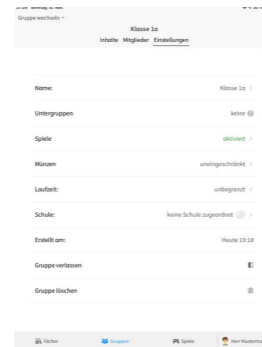 Gruppe wechseln
Klasse 1a
Inhalte Mitglieder Einstellungen
Name: Klasse 1a
Untergruppen keine
Spiele aktiviert
Münzen uneingeschränkt
Laufzeit: unbegrenzt
Schule: keine Schule zugeordnet
Erstellt am: Heute 19:18
Gruppe verlassen
Gruppe löschen
Fächer Gruppen Spiele Herr